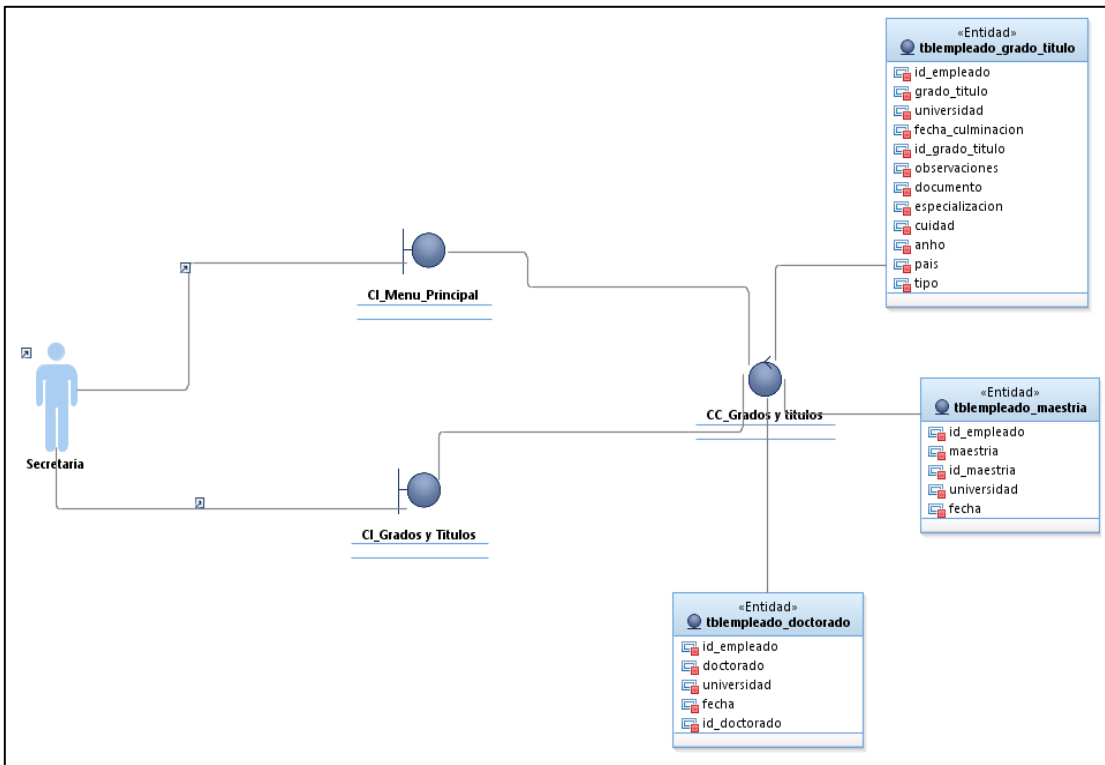 «Entidad»
tblempleado_grado_titulo
id_empleado
grado_titulo
universidad
fecha_culminacion
id_grado_titulo
observaciones
documento
especializacion
cuidad
anho
pais
tipo
CI_Menu_Principal
Secretaria
CC_Grados y titulos
«Entidad»
tblempleado_maestria
id_empleado
maestria
id_maestria
universidad
fecha
CI_Grados y Titulos
«Entidad»
tblempleado_doctorado
id_empleado
doctorado
universidad
fecha
id_doctorado